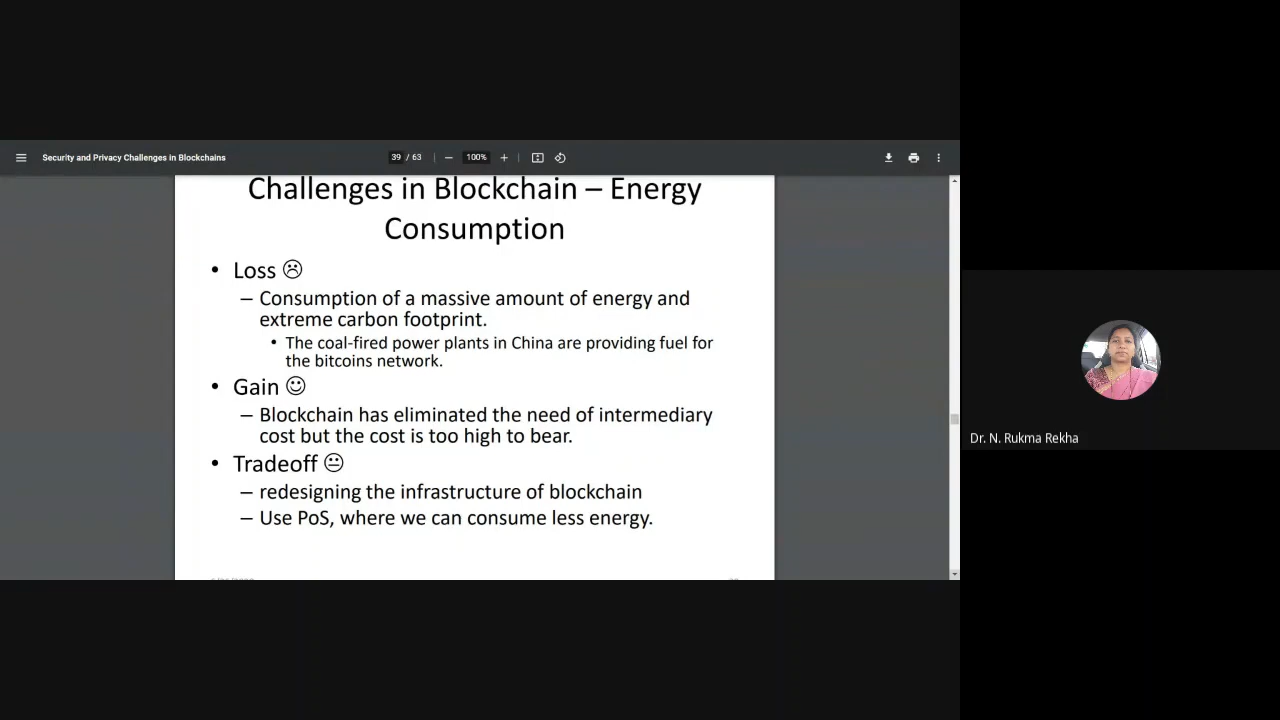 Security and Privacy Challenges in Blockchains
39 / 63
100%
Challenges in Blockchain – Energy
Consumption
• Loss ☹
– Consumption of a massive amount of energy and
extreme carbon footprint.
• The coal-fired power plants in China are providing fuel for
the bitcoins network.
• Gain ☺
– Blockchain has eliminated the need of intermediary
cost but the cost is too high to bear.
• Tradeoff 😐
– redesigning the infrastructure of blockchain
– Use PoS, where we can consume less energy.
Dr. N. Rukma Rekha